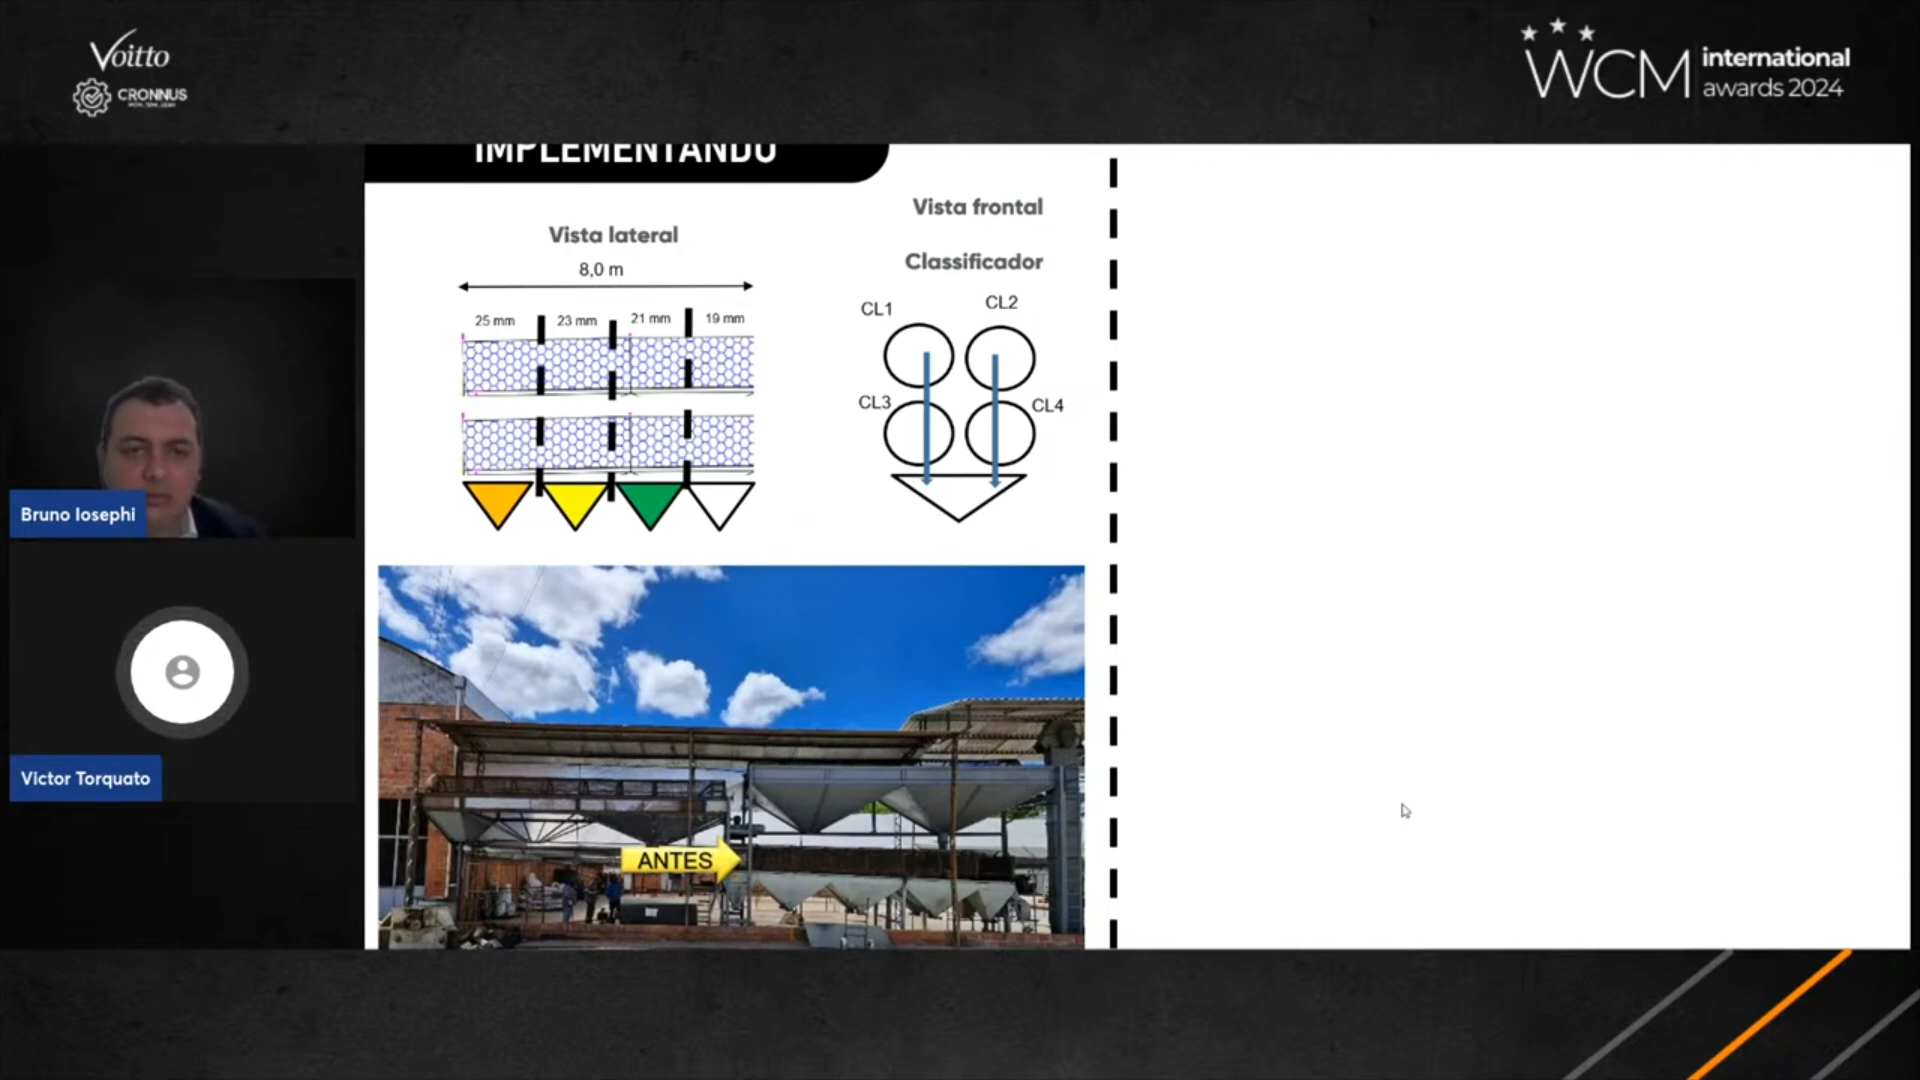 Voitto
CRONNUS
WCM
international
awards 2024
IMPLEMENTANDO
Vista lateral
8,0 m
25 mm
23 mm
21 mm
19 mm
Vista frontal
Classificador
CL1
CL2
CL3
CL4
Bruno Iosephi
Victor Torquato
ANTES